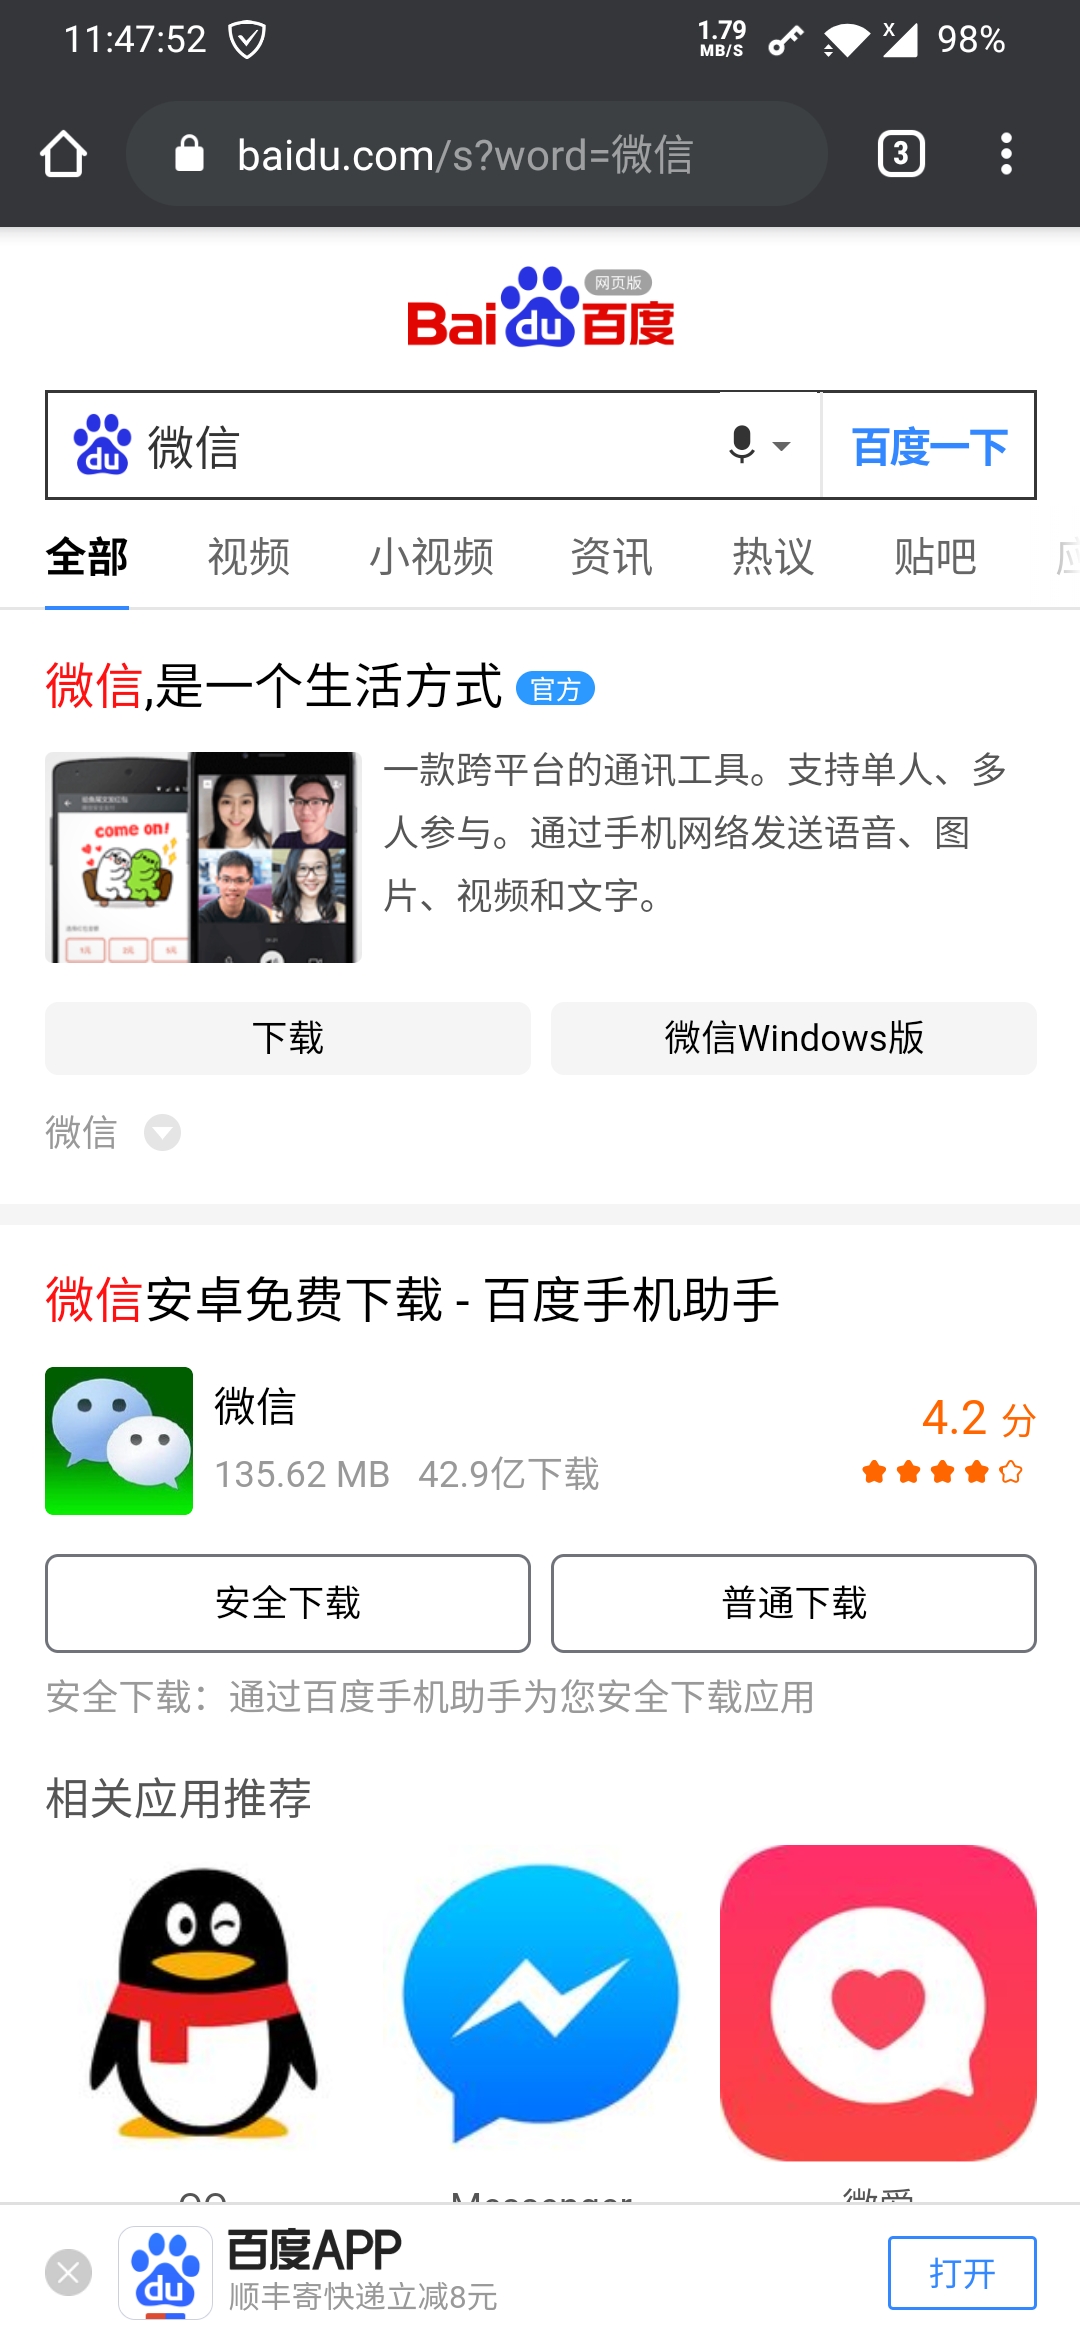 11:47:52 1.79 MB/S 98%
baidu.com/s?word=微信 3
网页版
Bai du 百度
du 微信 百度一下
全部 视频 小视频 资讯 热议 贴吧
微信,是一个生活方式 官方
come on!
一款跨平台的通讯工具。支持单人、多
人参与。通过手机网络发送语音、图
片、视频和文字。
下载 微信Windows版
微信
微信安卓免费下载 - 百度手机助手
微信
4.2 分
135.62 MB 42.9亿下载
安全下载 普通下载
安全下载：通过百度手机助手为您安全下载应用
相关应用推荐
QQ Messenger 微爱
du 百度APP
顺丰寄快递立减8元
打开